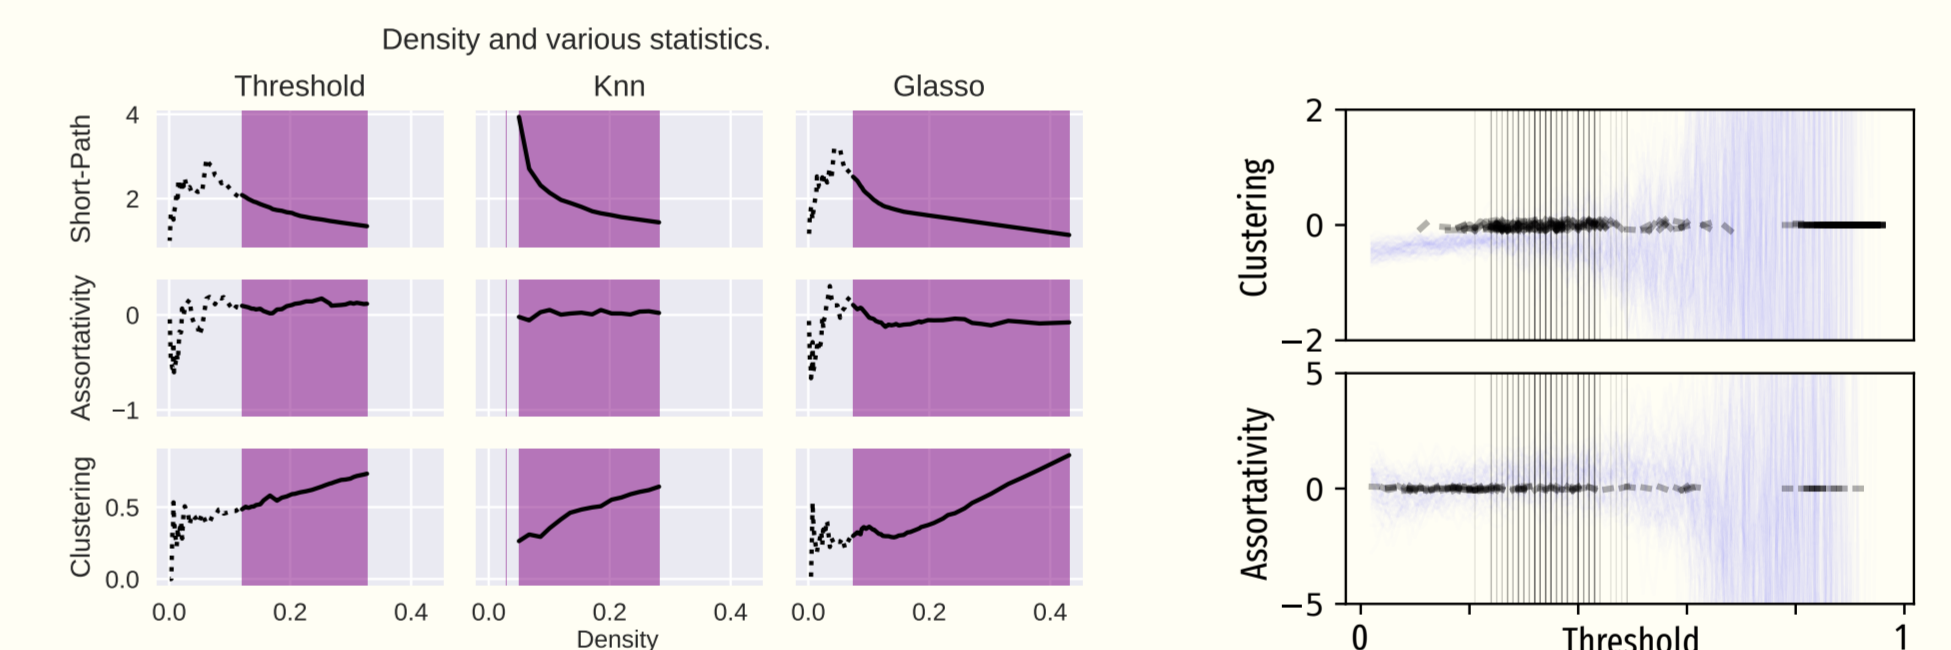 Density and various statistics.
Threshold Knn Glasso
Short-Path
4
2
Assortativity
0
−1
Clustering
0.5
0.0
0.0 0.2 0.4 0.0 0.2 0.4 0.0 0.2 0.4
Density
Clustering
2
0
−2
Assortativity
5
0
−5
0 Threshold 1